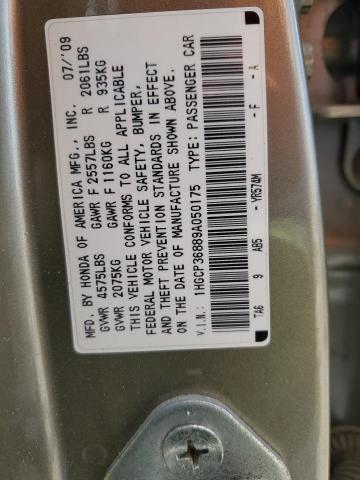 MFD. BY HONDA OF AMERICA MFG., INC. 07/'09
GVWR 4575LBS GAWR F 2557LBS R 2061LBS
GVWR 2075KG GAWR F 1160KG R 935KG
THIS VEHICLE CONFORMS TO ALL APPLICABLE
FEDERAL MOTOR VEHICLE SAFETY, BUMPER,
AND THEFT PREVENTION STANDARDS IN EFFECT
ON THE DATE OF MANUFACTURE SHOWN ABOVE.
V.I.N.: 1HGCP36889A050175 TYPE: PASSENGER CAR
TA6 9 AB5 - YR574M - F - A